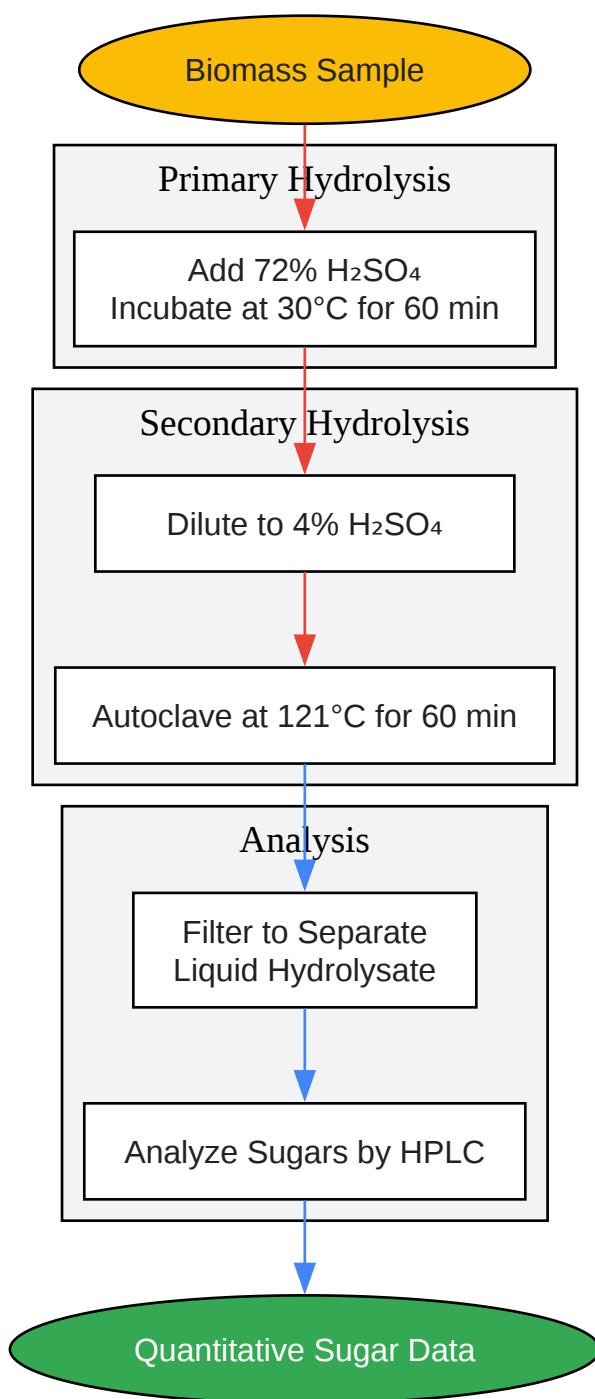 Biomass Sample
Primary Hydrolysis
Add 72% H₂SO₄
Incubate at 30°C for 60 min
Secondary Hydrolysis
Dilute to 4% H₂SO₄
Autoclave at 121°C for 60 min
Analysis
Filter to Separate
Liquid Hydrolysate
Analyze Sugars by HPLC
Quantitative Sugar Data